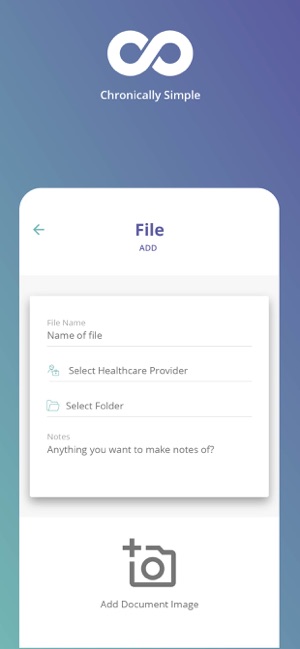 Chronically Simple
File
ADD
File Name
Name of file
Select Healthcare Provider
Select Folder
Notes
Anything you want to make notes of?
Add Document Image